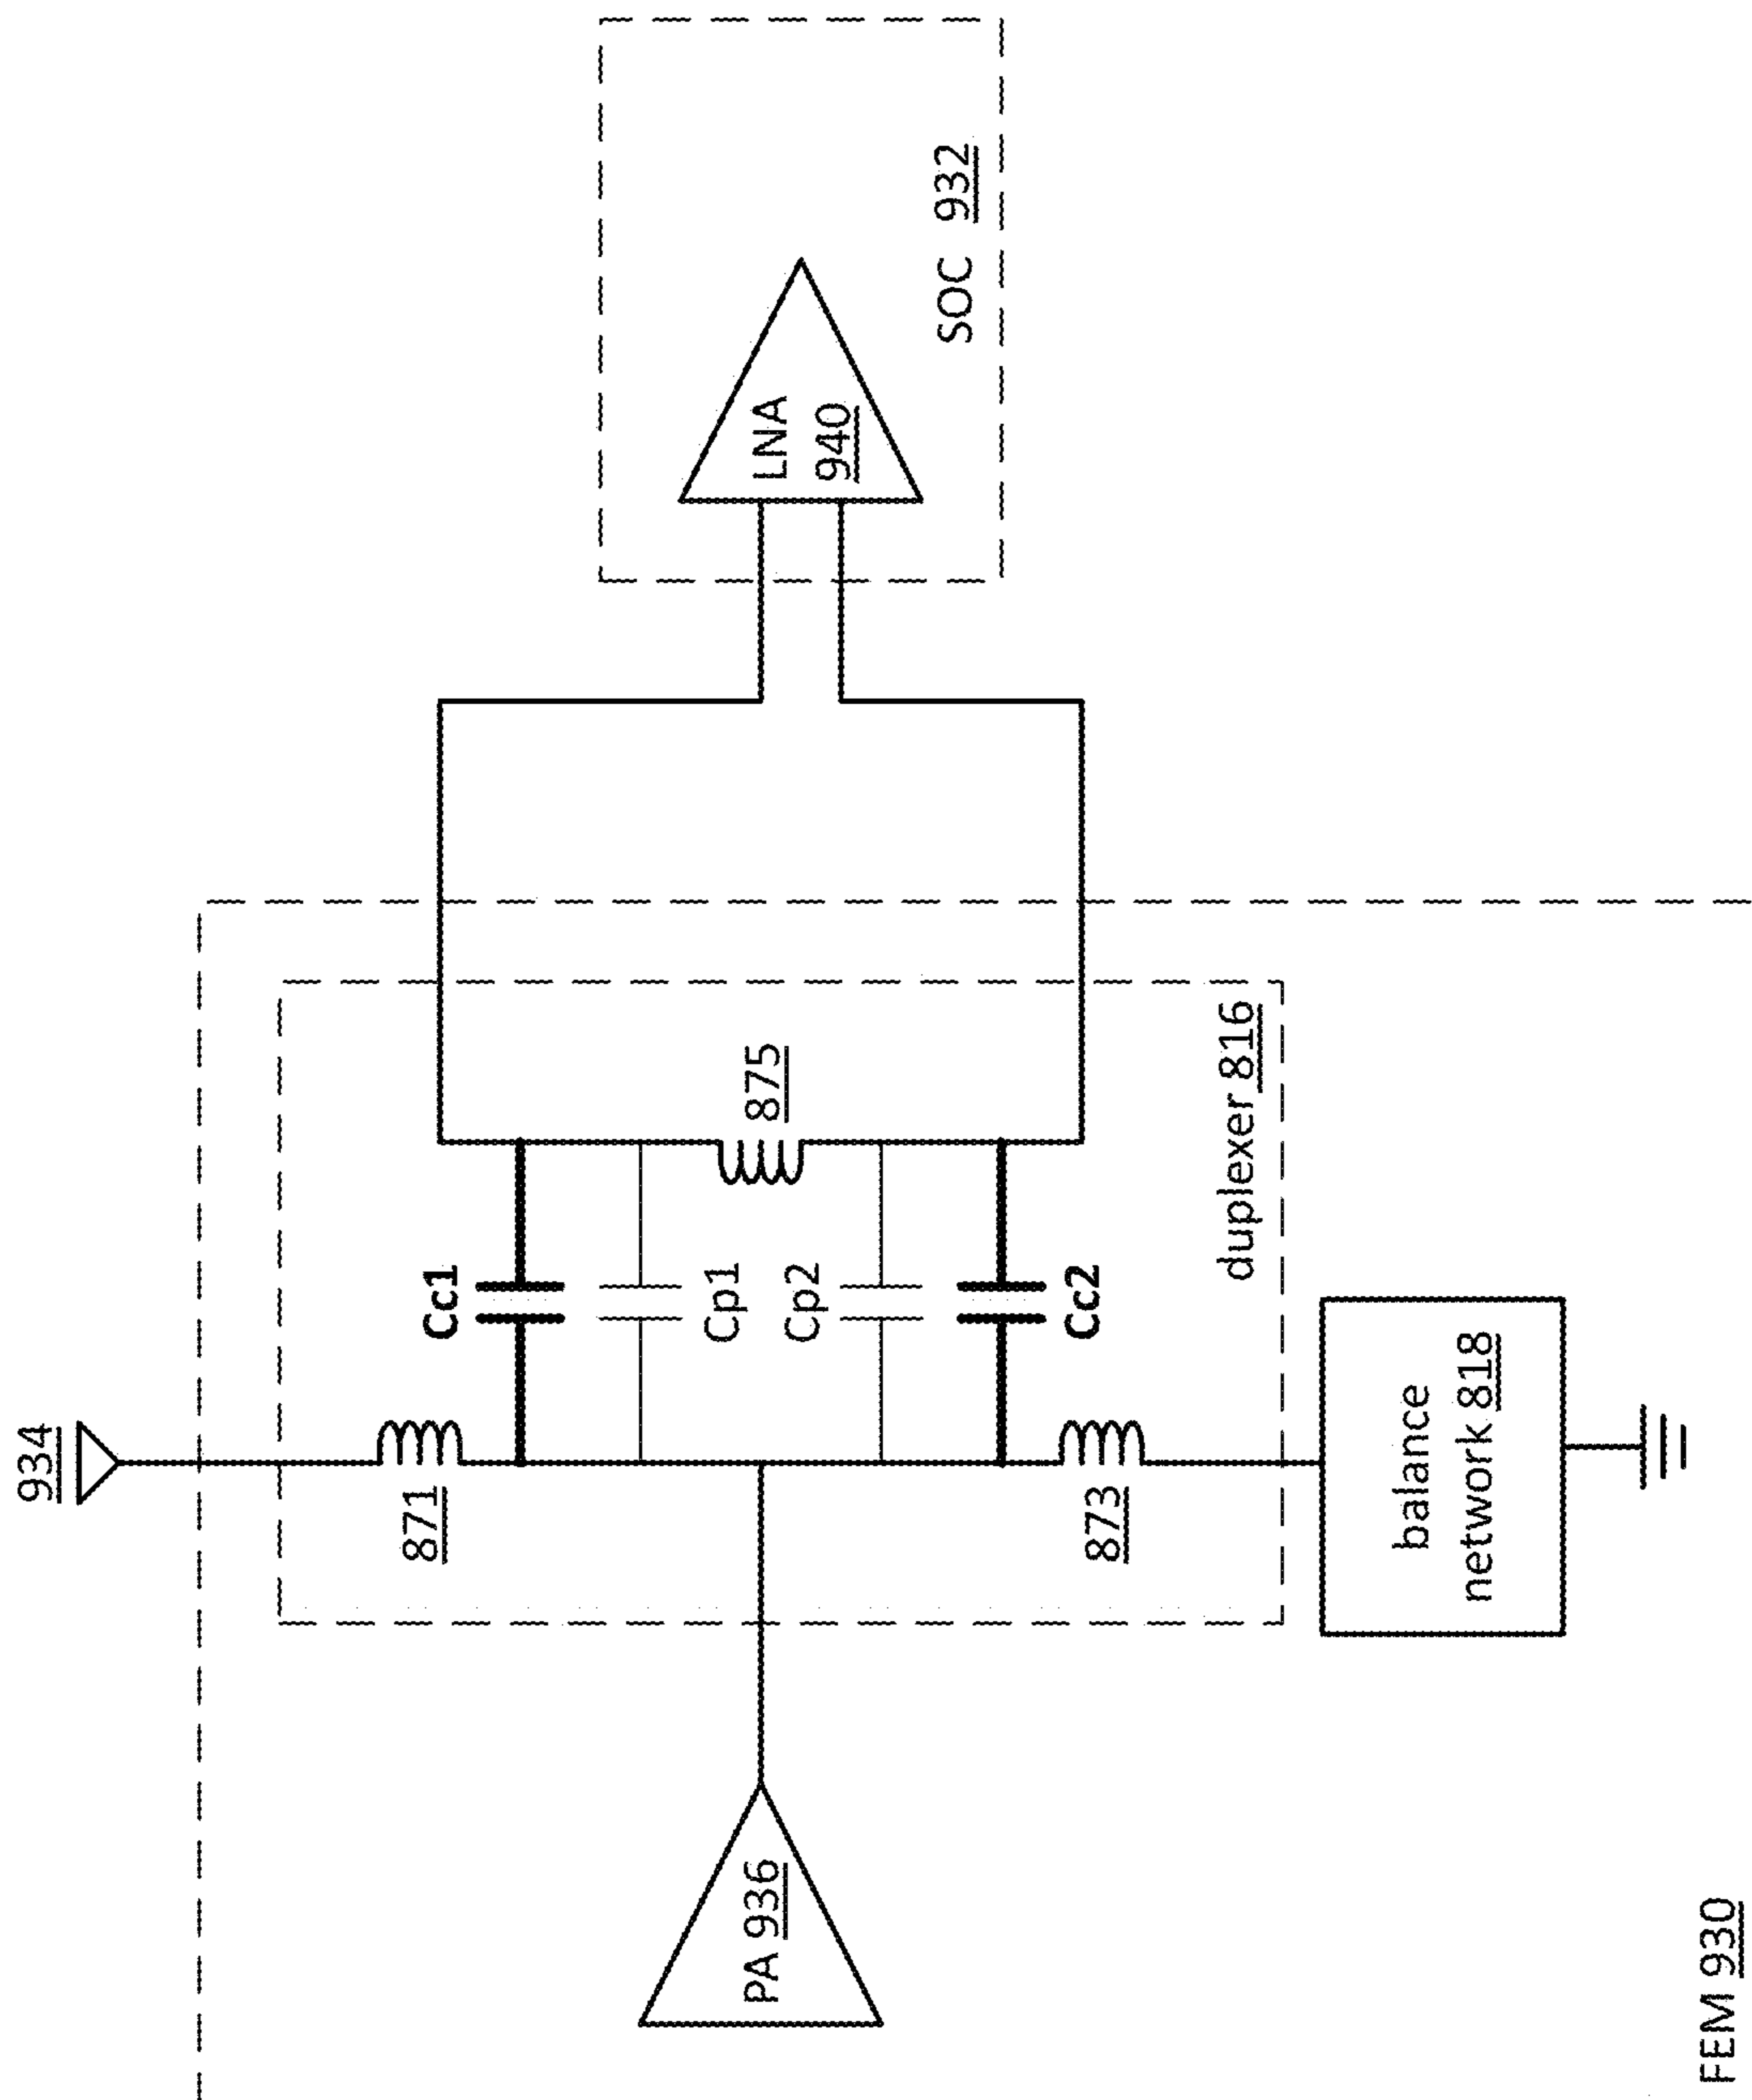 934
871
Cc1
Cp1
875
Cp2
Cc2
873
duplexer 816
balance
network 818
PA 936
LNA
940
SOC 932
FEM 930